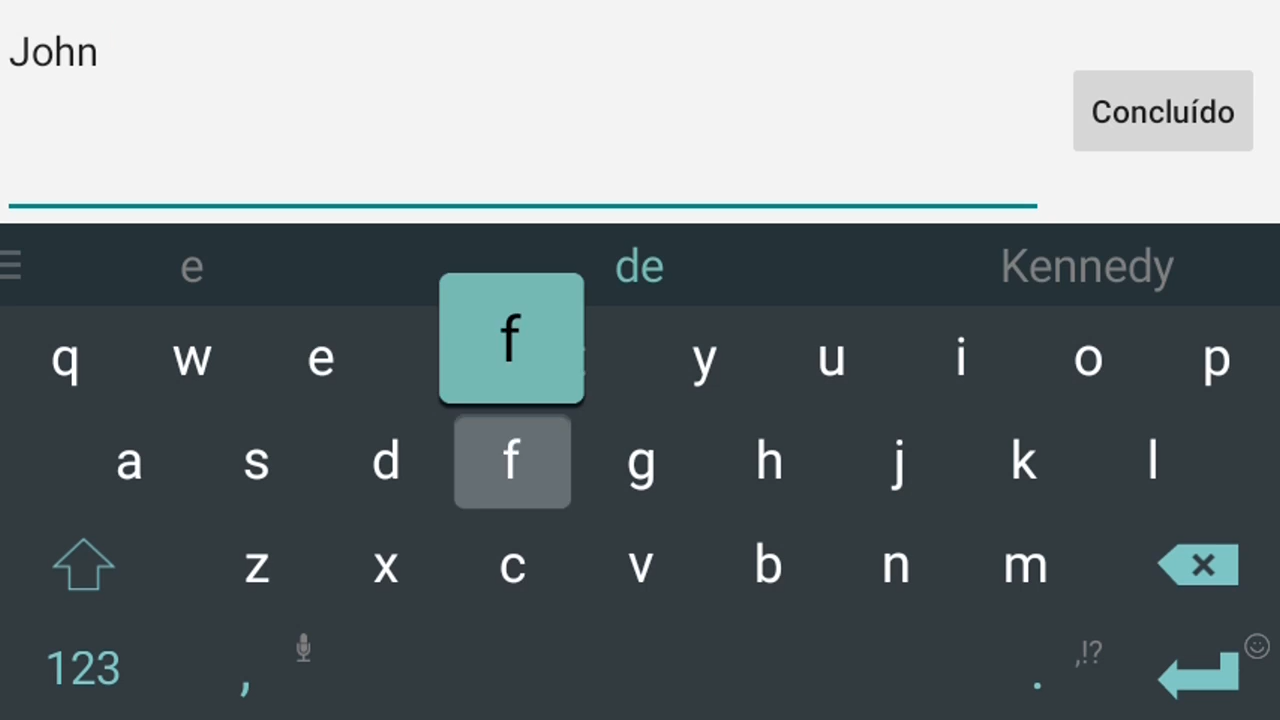 John
Concluído
e de Kennedy
f
q w e y u i o p
a s d f g h j k l
z x c v b n m
123 , . ,!?